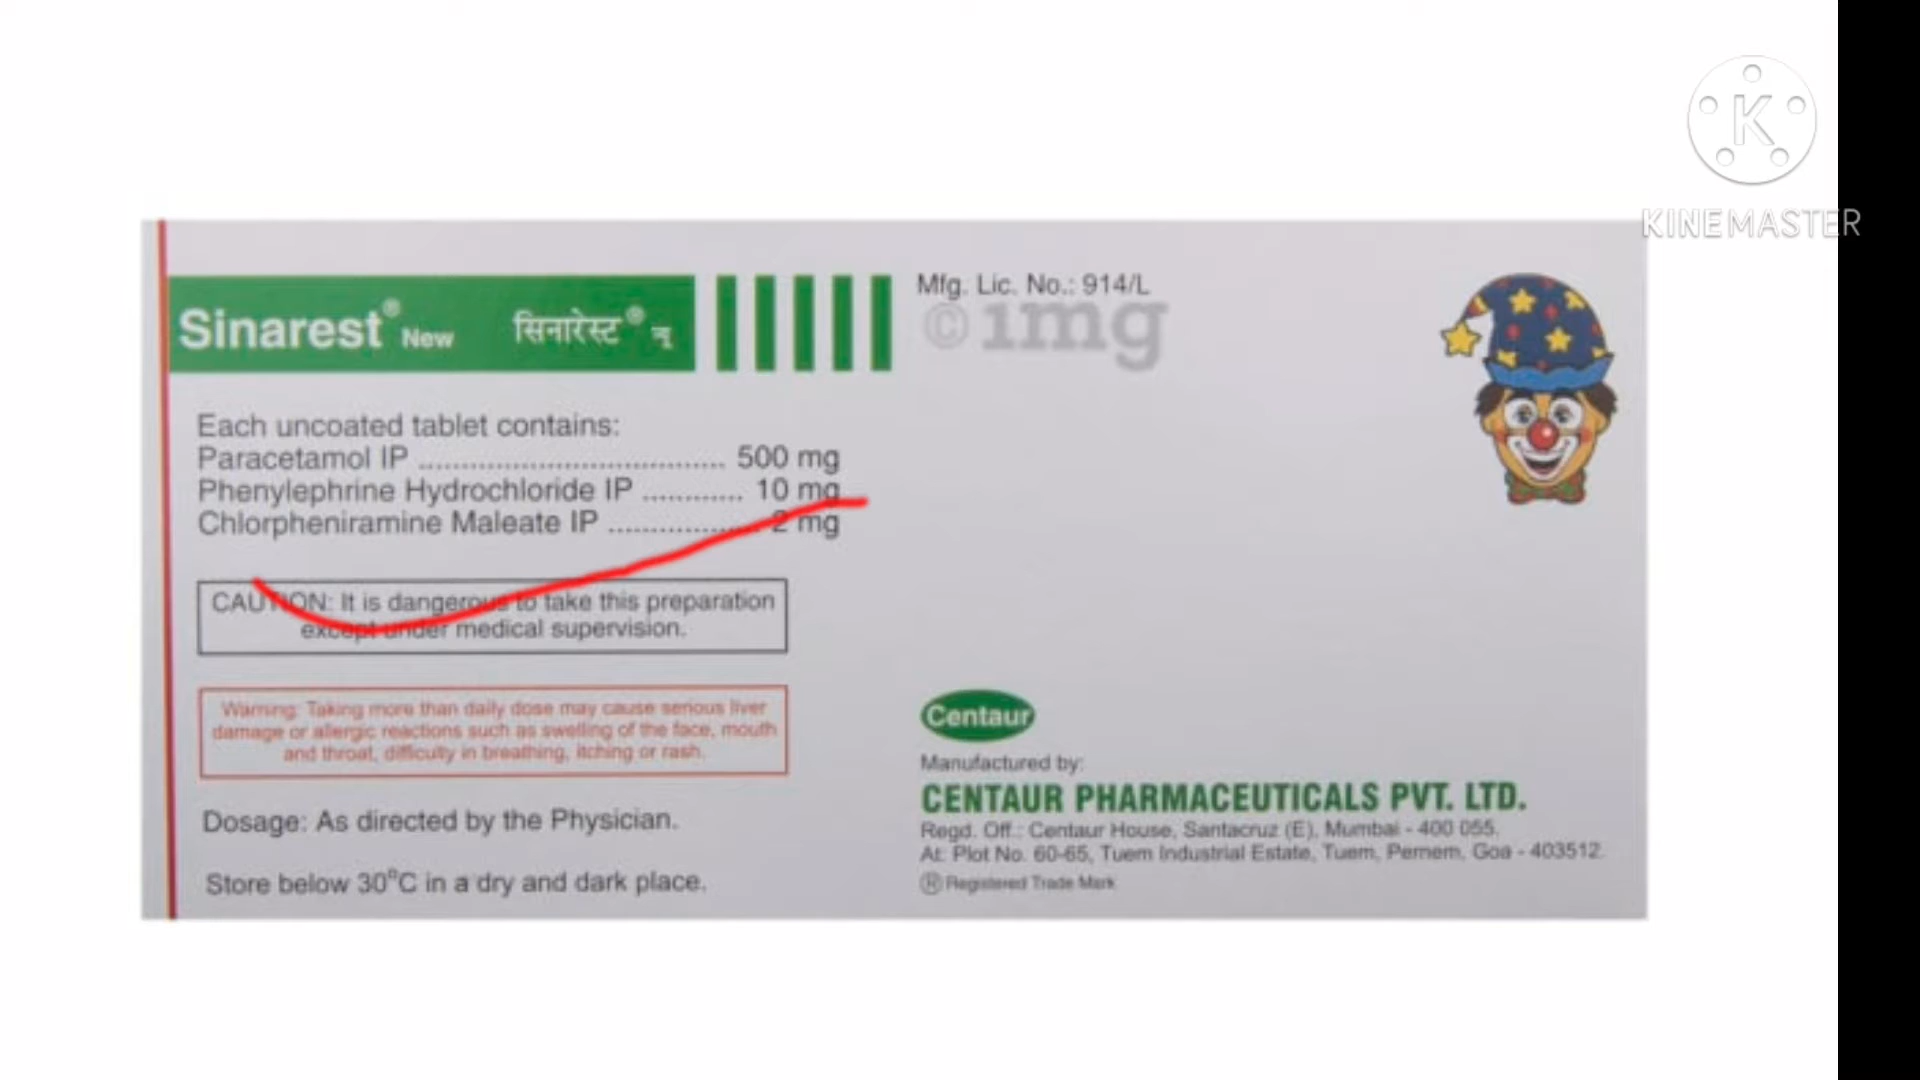 K
KINEMASTER
Sinarest® New सिनारेस्ट® न्यू
Mfg. Lic. No.: 914/L
©1mg
Each uncoated tablet contains:
Paracetamol IP .................................... 500 mg
Phenylephrine Hydrochloride IP ............ 10 mg
Chlorpheniramine Maleate IP .................. 2 mg
CAUTION: It is dangerous to take this preparation
except under medical supervision.
Warning: Taking more than daily dose may cause serious liver
damage or allergic reactions such as swelling of the face, mouth
and throat, difficulty in breathing, itching or rash.
Dosage: As directed by the Physician.
Store below 30°C in a dry and dark place.
Centaur
Manufactured by:
CENTAUR PHARMACEUTICALS PVT. LTD.
Regd. Off.: Centaur House, Santacruz (E), Mumbai - 400 055.
At: Plot No. 60-65, Tuem Industrial Estate, Tuem, Pernem, Goa - 403512.
® Registered Trade Mark